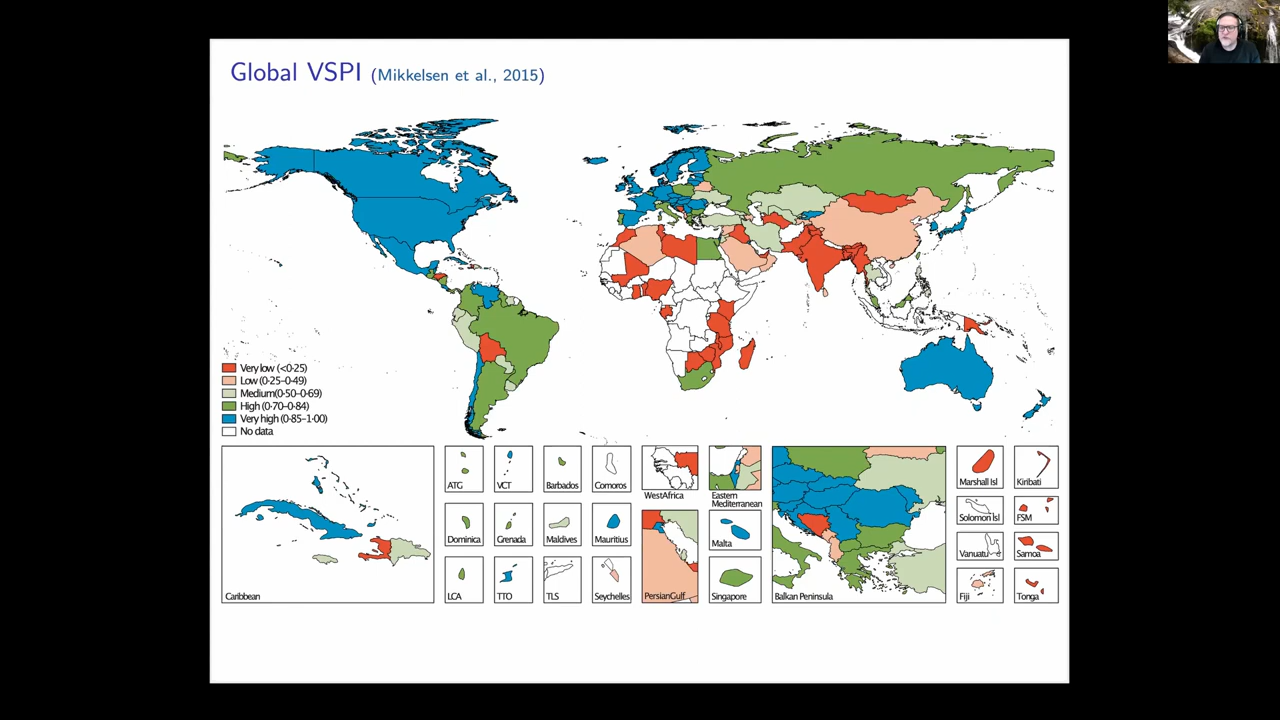 Global VSPI (Mikkelsen et al., 2015)
Very low (<0·25)
Low (0·25–0·49)
Medium(0·50–0·69)
High (0·70–0·84)
Very high (0·85–1·00)
No data
Caribbean
ATG
VCT
Barbados
Comoros
Dominica
Grenada
Maldives
Mauritius
LCA
TTO
TLS
Seychelles
WestAfrica
Eastern
Mediterranean
PersianGulf
Malta
Singapore
Balkan Peninsula
Marshall Isl
Kiribati
Solomon Isl
FSM
Vanuatu
Samoa
Fiji
Tonga